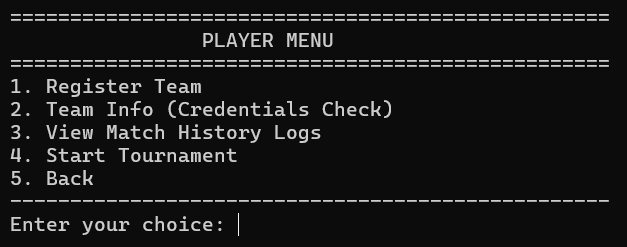 ==================================================
PLAYER MENU
==================================================
1. Register Team
2. Team Info (Credentials Check)
3. View Match History Logs
4. Start Tournament
5. Back
--------------------------------------------------
Enter your choice: